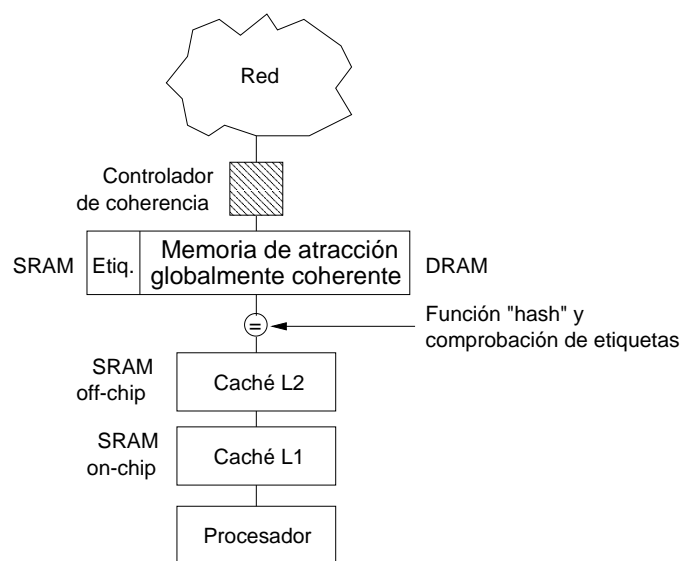 Red
Controlador
de coherencia
SRAM
Etiq.
Memoria de atracción
globalmente coherente
DRAM
=
Función "hash" y
comprobación de etiquetas
SRAM
off-chip
Caché L2
SRAM
on-chip
Caché L1
Procesador